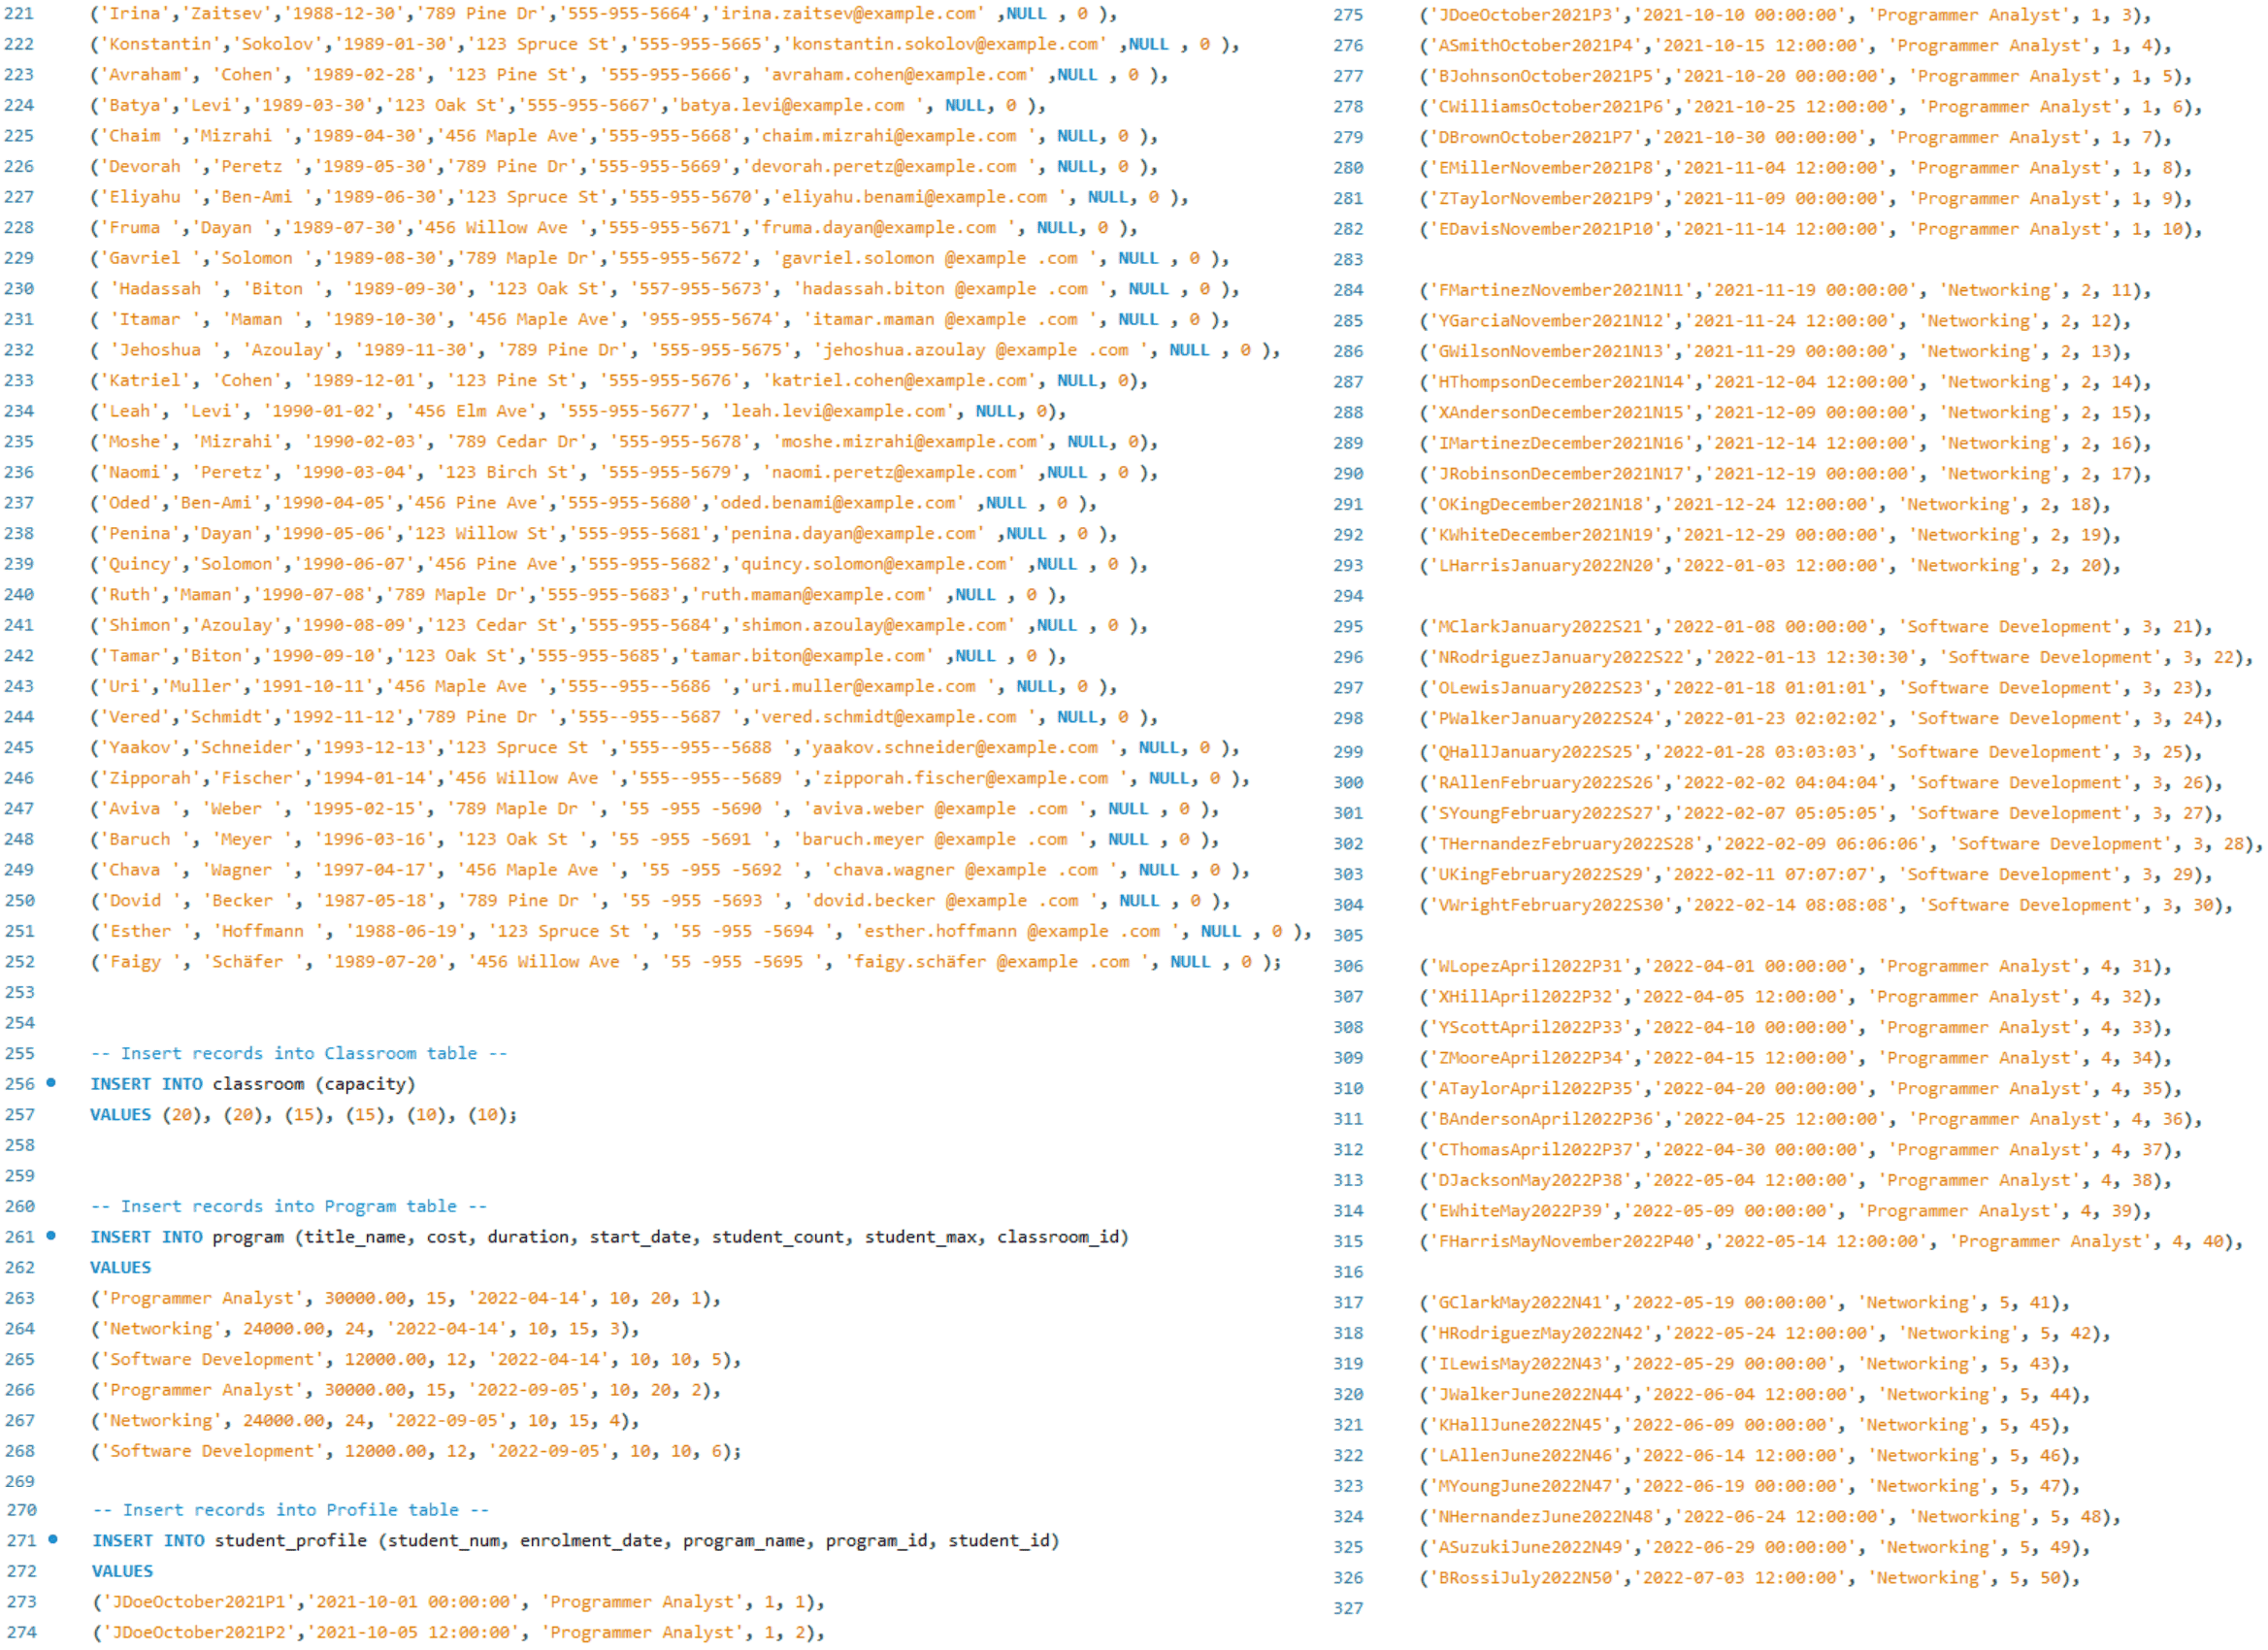 221 ('Irina','Zaitsev','1988-12-30','789 Pine Dr','555-955-5664','irina.zaitsev@example.com' ,NULL , 0 ),
222 ('Konstantin','Sokolov','1989-01-30','123 Spruce St','555-955-5665','konstantin.sokolov@example.com' ,NULL , 0 ),
223 ('Avraham', 'Cohen', '1989-02-28', '123 Pine St', '555-955-5666', 'avraham.cohen@example.com' ,NULL , 0 ),
224 ('Batya','Levi','1989-03-30','123 Oak St','555-955-5667','batya.levi@example.com ', NULL, 0 ),
225 ('Chaim ','Mizrahi ','1989-04-30','456 Maple Ave','555-955-5668','chaim.mizrahi@example.com ', NULL, 0 ),
226 ('Devorah ','Peretz ','1989-05-30','789 Pine Dr','555-955-5669','devorah.peretz@example.com ', NULL, 0 ),
227 ('Eliyahu ','Ben-Ami ','1989-06-30','123 Spruce St','555-955-5670','eliyahu.benami@example.com ', NULL, 0 ),
228 ('Fruma ','Dayan ','1989-07-30','456 Willow Ave ','555-955-5671','fruma.dayan@example.com ', NULL, 0 ),
229 ('Gavriel ','Solomon ','1989-08-30','789 Maple Dr','555-955-5672', 'gavriel.solomon @example .com ', NULL , 0 ),
230 ( 'Hadassah ', 'Biton ', '1989-09-30', '123 Oak St', '557-955-5673', 'hadassah.biton @example .com ', NULL , 0 ),
231 ( 'Itamar ', 'Maman ', '1989-10-30', '456 Maple Ave', '955-955-5674', 'itamar.maman @example .com ', NULL , 0 ),
232 ( 'Jehoshua ', 'Azoulay', '1989-11-30', '789 Pine Dr', '555-955-5675', 'jehoshua.azoulay @example .com ', NULL , 0 ),
233 ('Katriel', 'Cohen', '1989-12-01', '123 Pine St', '555-955-5676', 'katriel.cohen@example.com', NULL, 0),
234 ('Leah', 'Levi', '1990-01-02', '456 Elm Ave', '555-955-5677', 'leah.levi@example.com', NULL, 0),
235 ('Moshe', 'Mizrahi', '1990-02-03', '789 Cedar Dr', '555-955-5678', 'moshe.mizrahi@example.com', NULL, 0),
236 ('Naomi', 'Peretz', '1990-03-04', '123 Birch St', '555-955-5679', 'naomi.peretz@example.com' ,NULL , 0 ),
237 ('Oded','Ben-Ami','1990-04-05','456 Pine Ave','555-955-5680','oded.benami@example.com' ,NULL , 0 ),
238 ('Penina','Dayan','1990-05-06','123 Willow St','555-955-5681','penina.dayan@example.com' ,NULL , 0 ),
239 ('Quincy','Solomon','1990-06-07','456 Pine Ave','555-955-5682','quincy.solomon@example.com' ,NULL , 0 ),
240 ('Ruth','Maman','1990-07-08','789 Maple Dr','555-955-5683','ruth.maman@example.com' ,NULL , 0 ),
241 ('Shimon','Azoulay','1990-08-09','123 Cedar St','555-955-5684','shimon.azoulay@example.com' ,NULL , 0 ),
242 ('Tamar','Biton','1990-09-10','123 Oak St','555-955-5685','tamar.biton@example.com' ,NULL , 0 ),
243 ('Uri','Muller','1991-10-11','456 Maple Ave ','555--955--5686 ','uri.muller@example.com ', NULL, 0 ),
244 ('Vered','Schmidt','1992-11-12','789 Pine Dr ','555--955--5687 ','vered.schmidt@example.com ', NULL, 0 ),
245 ('Yaakov','Schneider','1993-12-13','123 Spruce St ','555--955--5688 ','yaakov.schneider@example.com ', NULL, 0 ),
246 ('Zipporah','Fischer','1994-01-14','456 Willow Ave ','555--955--5689 ','zipporah.fischer@example.com ', NULL, 0 ),
247 ('Aviva ', 'Weber ', '1995-02-15', '789 Maple Dr ', '55 -955 -5690 ', 'aviva.weber @example .com ', NULL , 0 ),
248 ('Baruch ', 'Meyer ', '1996-03-16', '123 Oak St ', '55 -955 -5691 ', 'baruch.meyer @example .com ', NULL , 0 ),
249 ('Chava ', 'Wagner ', '1997-04-17', '456 Maple Ave ', '55 -955 -5692 ', 'chava.wagner @example .com ', NULL , 0 ),
250 ('Dovid ', 'Becker ', '1987-05-18', '789 Pine Dr ', '55 -955 -5693 ', 'dovid.becker @example .com ', NULL , 0 ),
251 ('Esther ', 'Hoffmann ', '1988-06-19', '123 Spruce St ', '55 -955 -5694 ', 'esther.hoffmann @example .com ', NULL , 0 ),
252 ('Faigy ', 'Schäfer ', '1989-07-20', '456 Willow Ave ', '55 -955 -5695 ', 'faigy.schäfer @example .com ', NULL , 0 );
253
254
255 -- Insert records into Classroom table --
256 INSERT INTO classroom (capacity)
257 VALUES (20), (20), (15), (15), (10), (10);
258
259
260 -- Insert records into Program table --
261 INSERT INTO program (title_name, cost, duration, start_date, student_count, student_max, classroom_id)
262 VALUES
263 ('Programmer Analyst', 30000.00, 15, '2022-04-14', 10, 20, 1),
264 ('Networking', 24000.00, 24, '2022-04-14', 10, 15, 3),
265 ('Software Development', 12000.00, 12, '2022-04-14', 10, 10, 5),
266 ('Programmer Analyst', 30000.00, 15, '2022-09-05', 10, 20, 2),
267 ('Networking', 24000.00, 24, '2022-09-05', 10, 15, 4),
268 ('Software Development', 12000.00, 12, '2022-09-05', 10, 10, 6);
269
270 -- Insert records into Profile table --
271 INSERT INTO student_profile (student_num, enrolment_date, program_name, program_id, student_id)
272 VALUES
273 ('JDoeOctober2021P1','2021-10-01 00:00:00', 'Programmer Analyst', 1, 1),
274 ('JDoeOctober2021P2','2021-10-05 12:00:00', 'Programmer Analyst', 1, 2),
275 ('JDoeOctober2021P3','2021-10-10 00:00:00', 'Programmer Analyst', 1, 3),
276 ('ASmithOctober2021P4','2021-10-15 12:00:00', 'Programmer Analyst', 1, 4),
277 ('BJohnsonOctober2021P5','2021-10-20 00:00:00', 'Programmer Analyst', 1, 5),
278 ('CWilliamsOctober2021P6','2021-10-25 12:00:00', 'Programmer Analyst', 1, 6),
279 ('DBrownOctober2021P7','2021-10-30 00:00:00', 'Programmer Analyst', 1, 7),
280 ('EMillerNovember2021P8','2021-11-04 12:00:00', 'Programmer Analyst', 1, 8),
281 ('ZTaylorNovember2021P9','2021-11-09 00:00:00', 'Programmer Analyst', 1, 9),
282 ('EDavisNovember2021P10','2021-11-14 12:00:00', 'Programmer Analyst', 1, 10),
283
284 ('FMartinezNovember2021N11','2021-11-19 00:00:00', 'Networking', 2, 11),
285 ('YGarciaNovember2021N12','2021-11-24 12:00:00', 'Networking', 2, 12),
286 ('GWilsonNovember2021N13','2021-11-29 00:00:00', 'Networking', 2, 13),
287 ('HThompsonDecember2021N14','2021-12-04 12:00:00', 'Networking', 2, 14),
288 ('XAndersonDecember2021N15','2021-12-09 00:00:00', 'Networking', 2, 15),
289 ('IMartinezDecember2021N16','2021-12-14 12:00:00', 'Networking', 2, 16),
290 ('JRobinsonDecember2021N17','2021-12-19 00:00:00', 'Networking', 2, 17),
291 ('OKingDecember2021N18','2021-12-24 12:00:00', 'Networking', 2, 18),
292 ('KWhiteDecember2021N19','2021-12-29 00:00:00', 'Networking', 2, 19),
293 ('LHarrisJanuary2022N20','2022-01-03 12:00:00', 'Networking', 2, 20),
294
295 ('MClarkJanuary2022S21','2022-01-08 00:00:00', 'Software Development', 3, 21),
296 ('NRodriguezJanuary2022S22','2022-01-13 12:30:30', 'Software Development', 3, 22),
297 ('OLewisJanuary2022S23','2022-01-18 01:01:01', 'Software Development', 3, 23),
298 ('PWalkerJanuary2022S24','2022-01-23 02:02:02', 'Software Development', 3, 24),
299 ('QHallJanuary2022S25','2022-01-28 03:03:03', 'Software Development', 3, 25),
300 ('RAllenFebruary2022S26','2022-02-02 04:04:04', 'Software Development', 3, 26),
301 ('SYoungFebruary2022S27','2022-02-07 05:05:05', 'Software Development', 3, 27),
302 ('THernandezFebruary2022S28','2022-02-09 06:06:06', 'Software Development', 3, 28),
303 ('UKingFebruary2022S29','2022-02-11 07:07:07', 'Software Development', 3, 29),
304 ('VWrightFebruary2022S30','2022-02-14 08:08:08', 'Software Development', 3, 30),
305
306 ('WLopezApril2022P31','2022-04-01 00:00:00', 'Programmer Analyst', 4, 31),
307 ('XHillApril2022P32','2022-04-05 12:00:00', 'Programmer Analyst', 4, 32),
308 ('YScottApril2022P33','2022-04-10 00:00:00', 'Programmer Analyst', 4, 33),
309 ('ZMooreApril2022P34','2022-04-15 12:00:00', 'Programmer Analyst', 4, 34),
310 ('ATaylorApril2022P35','2022-04-20 00:00:00', 'Programmer Analyst', 4, 35),
311 ('BAndersonApril2022P36','2022-04-25 12:00:00', 'Programmer Analyst', 4, 36),
312 ('CThomasApril2022P37','2022-04-30 00:00:00', 'Programmer Analyst', 4, 37),
313 ('DJacksonMay2022P38','2022-05-04 12:00:00', 'Programmer Analyst', 4, 38),
314 ('EWhiteMay2022P39','2022-05-09 00:00:00', 'Programmer Analyst', 4, 39),
315 ('FHarrisMayNovember2022P40','2022-05-14 12:00:00', 'Programmer Analyst', 4, 40),
316
317 ('GClarkMay2022N41','2022-05-19 00:00:00', 'Networking', 5, 41),
318 ('HRodriguezMay2022N42','2022-05-24 12:00:00', 'Networking', 5, 42),
319 ('ILewisMay2022N43','2022-05-29 00:00:00', 'Networking', 5, 43),
320 ('JWalkerJune2022N44','2022-06-04 12:00:00', 'Networking', 5, 44),
321 ('KHallJune2022N45','2022-06-09 00:00:00', 'Networking', 5, 45),
322 ('LAllenJune2022N46','2022-06-14 12:00:00', 'Networking', 5, 46),
323 ('MYoungJune2022N47','2022-06-19 00:00:00', 'Networking', 5, 47),
324 ('NHernandezJune2022N48','2022-06-24 12:00:00', 'Networking', 5, 48),
325 ('ASuzukiJune2022N49','2022-06-29 00:00:00', 'Networking', 5, 49),
326 ('BRossiJuly2022N50','2022-07-03 12:00:00', 'Networking', 5, 50),
327